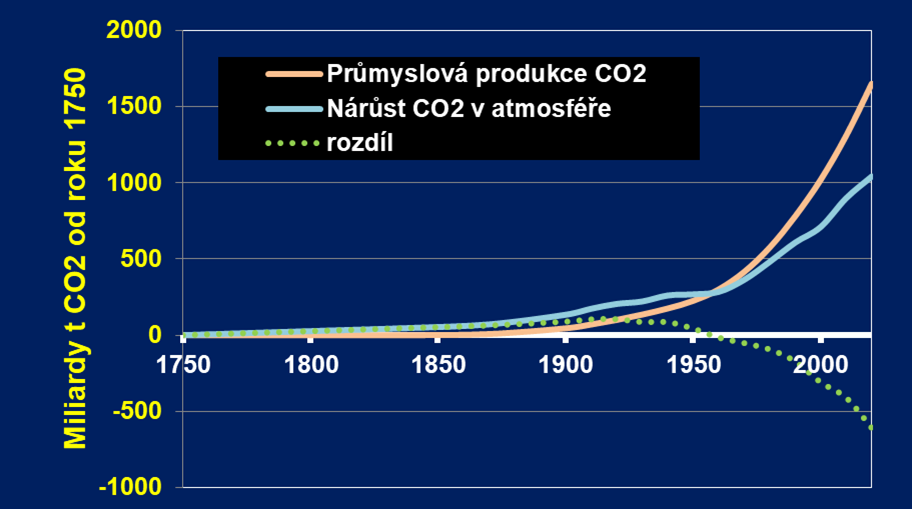 Miliardy t CO2 od roku 1750
2000
1500
1000
500
0
-500
-1000
Průmyslová produkce CO2
Nárůst CO2 v atmosféře
rozdíl
1750 1800 1850 1900 1950 2000